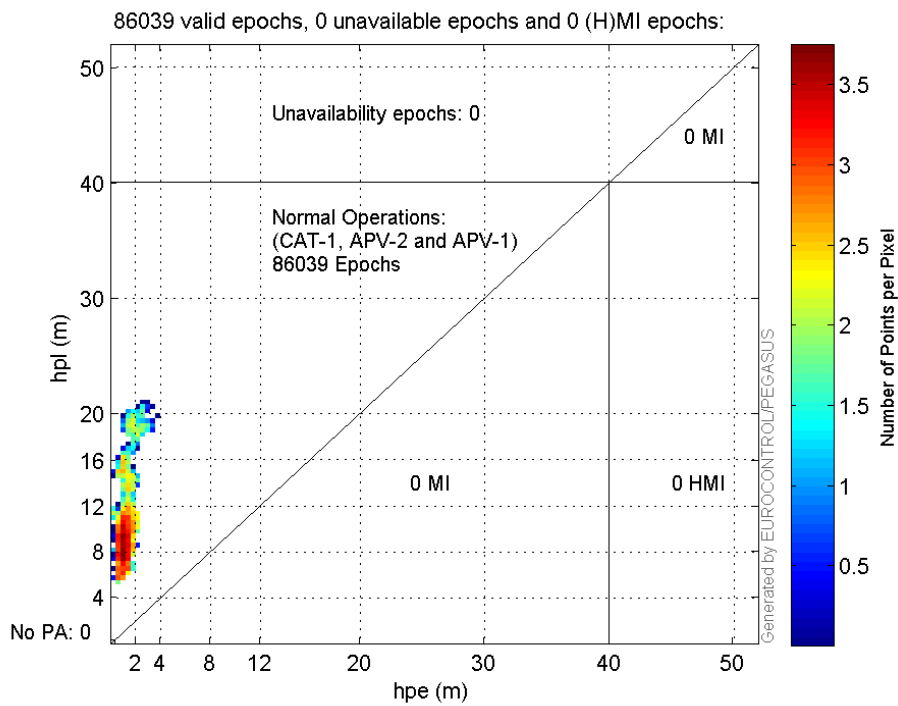 86039 valid epochs, 0 unavailable epochs and 0 (H)MI epochs:
50
40
30
20
16
12
8
4
hpl (m)
Unavailability epochs: 0
0 MI
Normal Operations:
(CAT-1, APV-2 and APV-1)
86039 Epochs
0 MI
0 HMI
No PA: 0
2 4 8 12 20 30 40 50
hpe (m)
Generated by EUROCONTROL/PEGASUS
3.5
3
2.5
2
1.5
1
0.5
Number of Points per Pixel